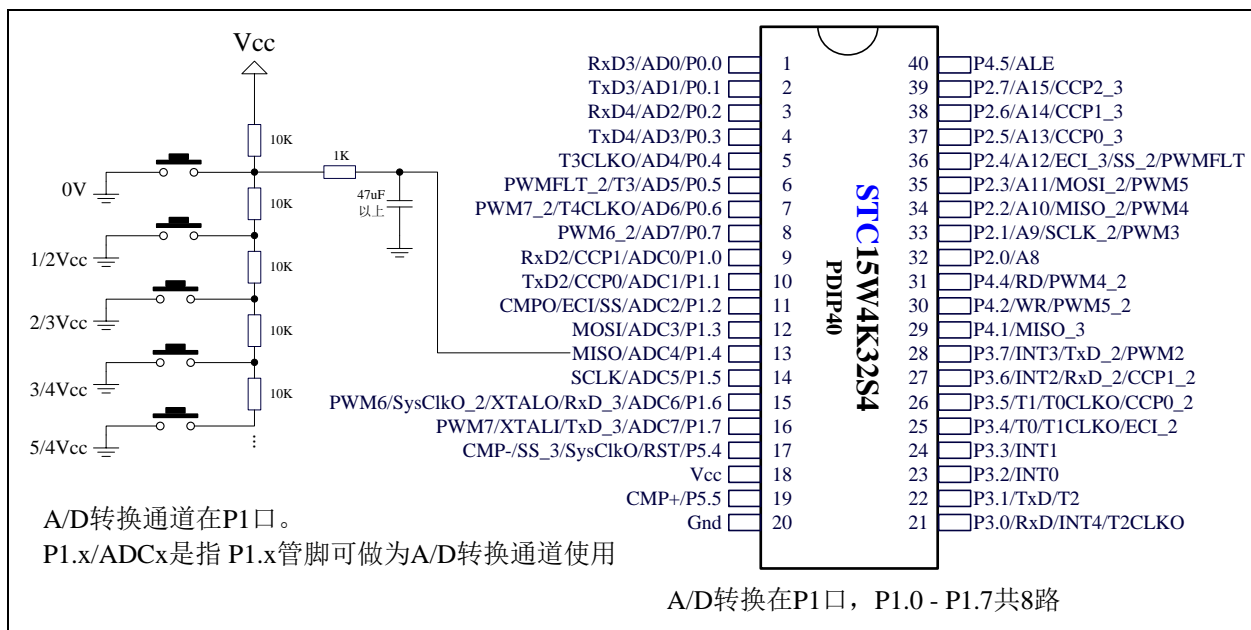 Vcc
10K
1K
0V
47uF
以上
10K
1/2Vcc
10K
2/3Vcc
10K
3/4Vcc
10K
5/4Vcc
...
A/D转换通道在P1口。
P1.x/ADCx是指 P1.x管脚可做为A/D转换通道使用
RxD3/AD0/P0.0 1
TxD3/AD1/P0.1 2
RxD4/AD2/P0.2 3
TxD4/AD3/P0.3 4
T3CLKO/AD4/P0.4 5
PWMFLT_2/T3/AD5/P0.5 6
PWM7_2/T4CLKO/AD6/P0.6 7
PWM6_2/AD7/P0.7 8
RxD2/CCP1/ADC0/P1.0 9
TxD2/CCP0/ADC1/P1.1 10
CMPO/ECI/SS/ADC2/P1.2 11
MOSI/ADC3/P1.3 12
MISO/ADC4/P1.4 13
SCLK/ADC5/P1.5 14
PWM6/SysClkO_2/XTALO/RxD_3/ADC6/P1.6 15
PWM7/XTALI/TxD_3/ADC7/P1.7 16
CMP-/SS_3/SysClkO/RST/P5.4 17
Vcc 18
CMP+/P5.5 19
Gnd 20
STC15W4K32S4
PDIP40
40 P4.5/ALE
39 P2.7/A15/CCP2_3
38 P2.6/A14/CCP1_3
37 P2.5/A13/CCP0_3
36 P2.4/A12/ECI_3/SS_2/PWMFLT
35 P2.3/A11/MOSI_2/PWM5
34 P2.2/A10/MISO_2/PWM4
33 P2.1/A9/SCLK_2/PWM3
32 P2.0/A8
31 P4.4/RD/PWM4_2
30 P4.2/WR/PWM5_2
29 P4.1/MISO_3
28 P3.7/INT3/TxD_2/PWM2
27 P3.6/INT2/RxD_2/CCP1_2
26 P3.5/T1/T0CLKO/CCP0_2
25 P3.4/T0/T1CLKO/ECI_2
24 P3.3/INT1
23 P3.2/INT0
22 P3.1/TxD/T2
21 P3.0/RxD/INT4/T2CLKO
A/D转换在P1口，P1.0 - P1.7共8路